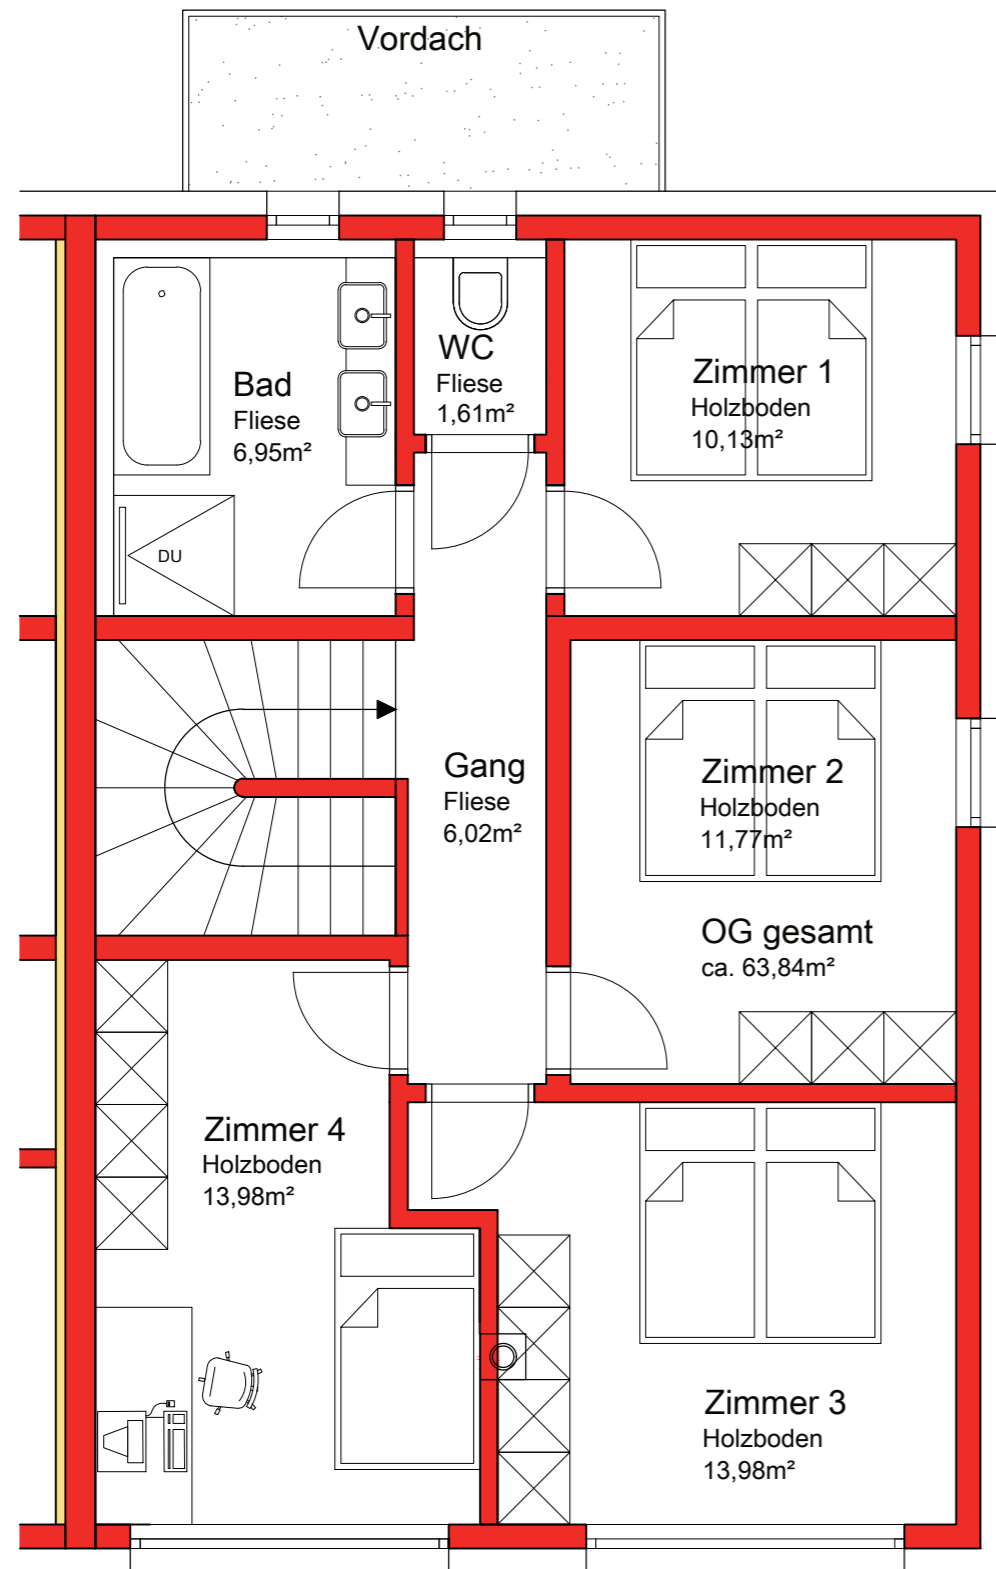 Vordach
WC
Fliese
1,61m²
Bad
Fliese
6,95m²
Zimmer 1
Holzboden
10,13m²
DU
Gang
Fliese
6,02m²
Zimmer 2
Holzboden
11,77m²
OG gesamt
ca. 63,84m²
Zimmer 4
Holzboden
13,98m²
Zimmer 3
Holzboden
13,98m²